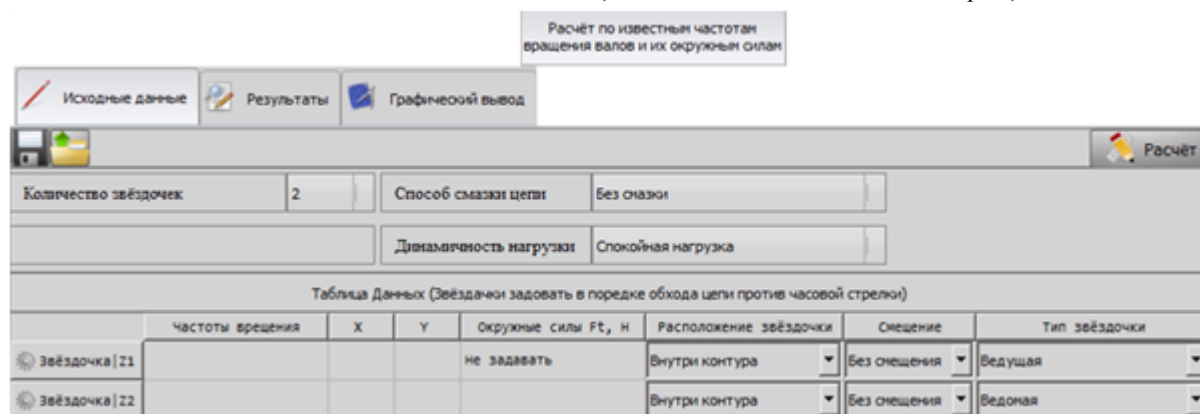 Расчёт по известным частотам
вращения валов и их окружным силам
Исходные данные Результаты Графический вывод
Расчёт
Количество звёздочек 2 Способ смазки цепи Без смазки
Динамичность нагрузки Спокойная нагрузка
Таблица Данных (Звёздачки задовать в поредке обхода цепи против часовой стрелки)
Частоты врещения X Y Окружные силы Ft, Н Расположение звёздочки Смещение Тип звёздочки
Звёздочка|Z1 Не задавать Внутри контура Без смещения Ведущая
Звёздочка|Z2 Внутри контура Без смещения Ведомая